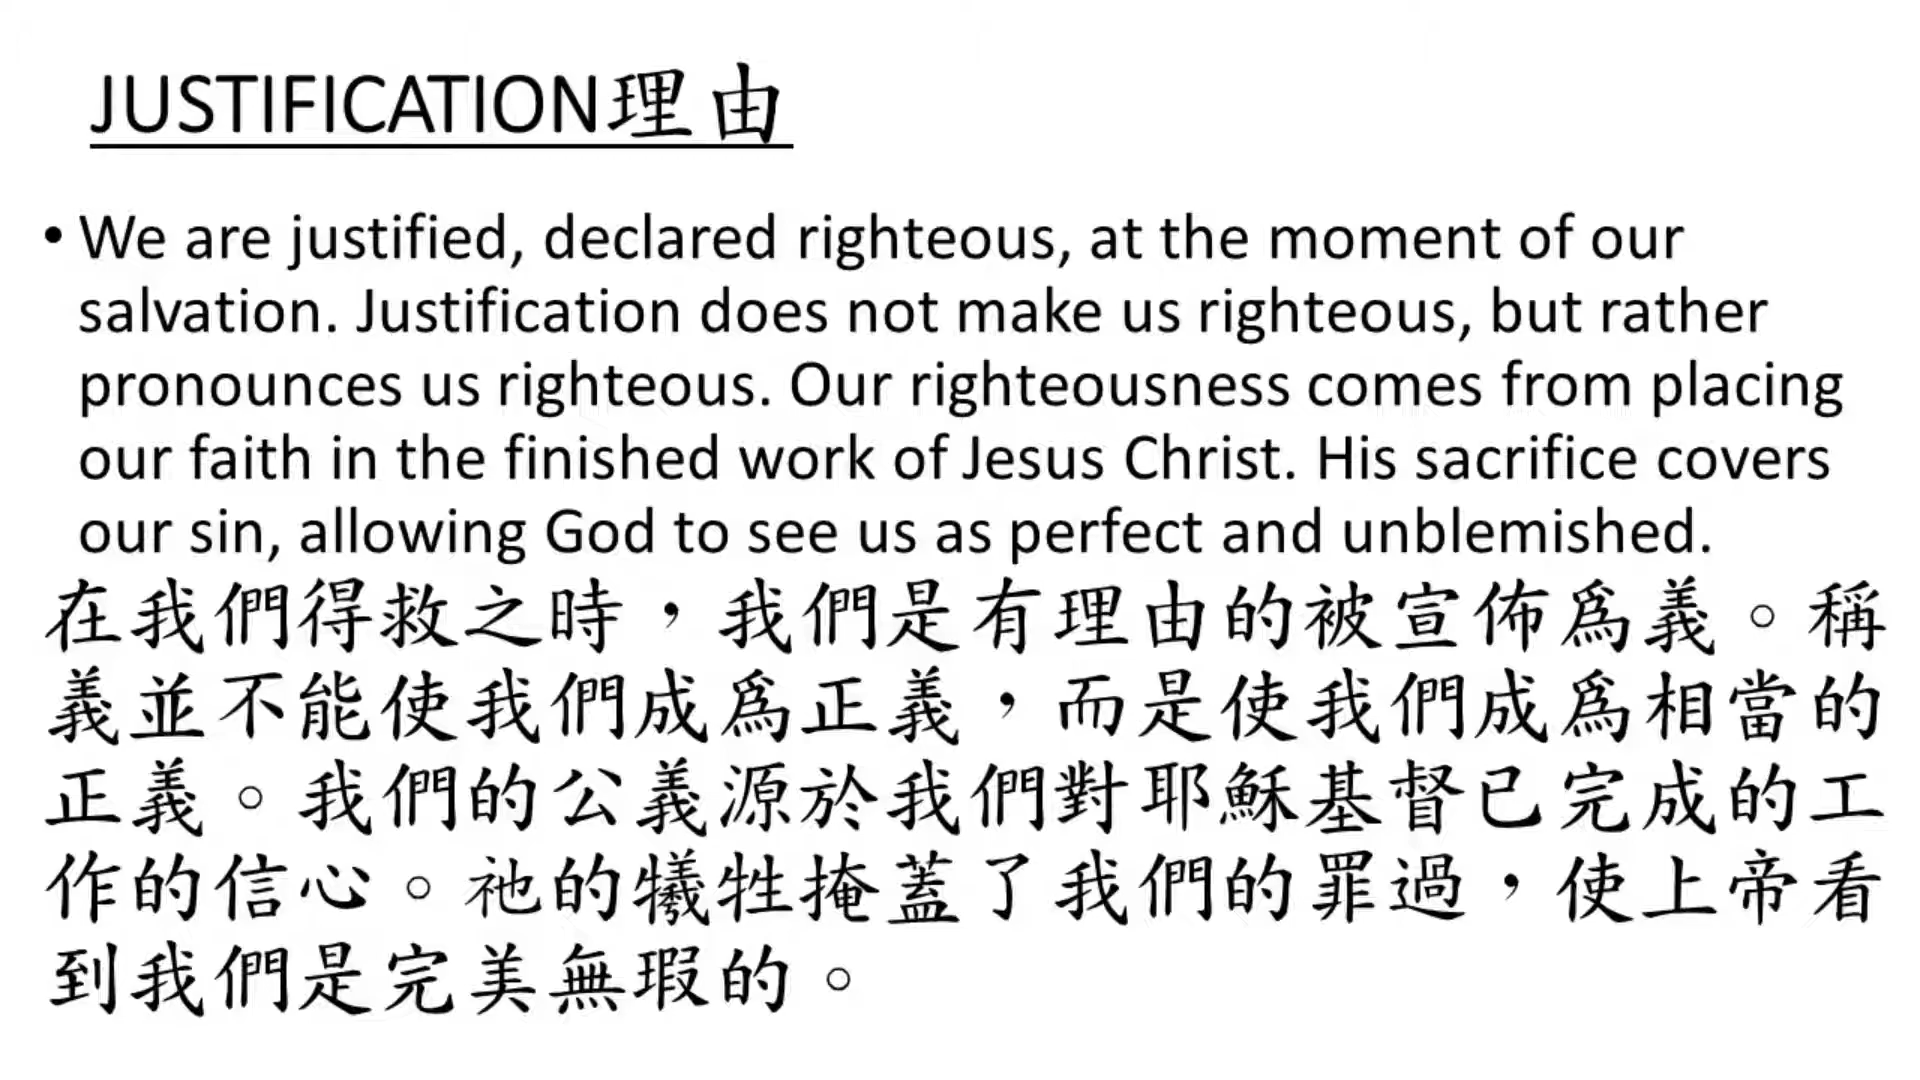 JUSTIFICATION理由
• We are justified, declared righteous, at the moment of our
salvation. Justification does not make us righteous, but rather
pronounces us righteous. Our righteousness comes from placing
our faith in the finished work of Jesus Christ. His sacrifice covers
our sin, allowing God to see us as perfect and unblemished.
在我們得救之時，我們是有理由的被宣佈爲義。稱
義並不能使我們成爲正義，而是使我們成爲相當的
正義。我們的公義源於我們對耶穌基督已完成的工
作的信心。祂的犧牲掩蓋了我們的罪過，使上帝看
到我們是完美無瑕的。